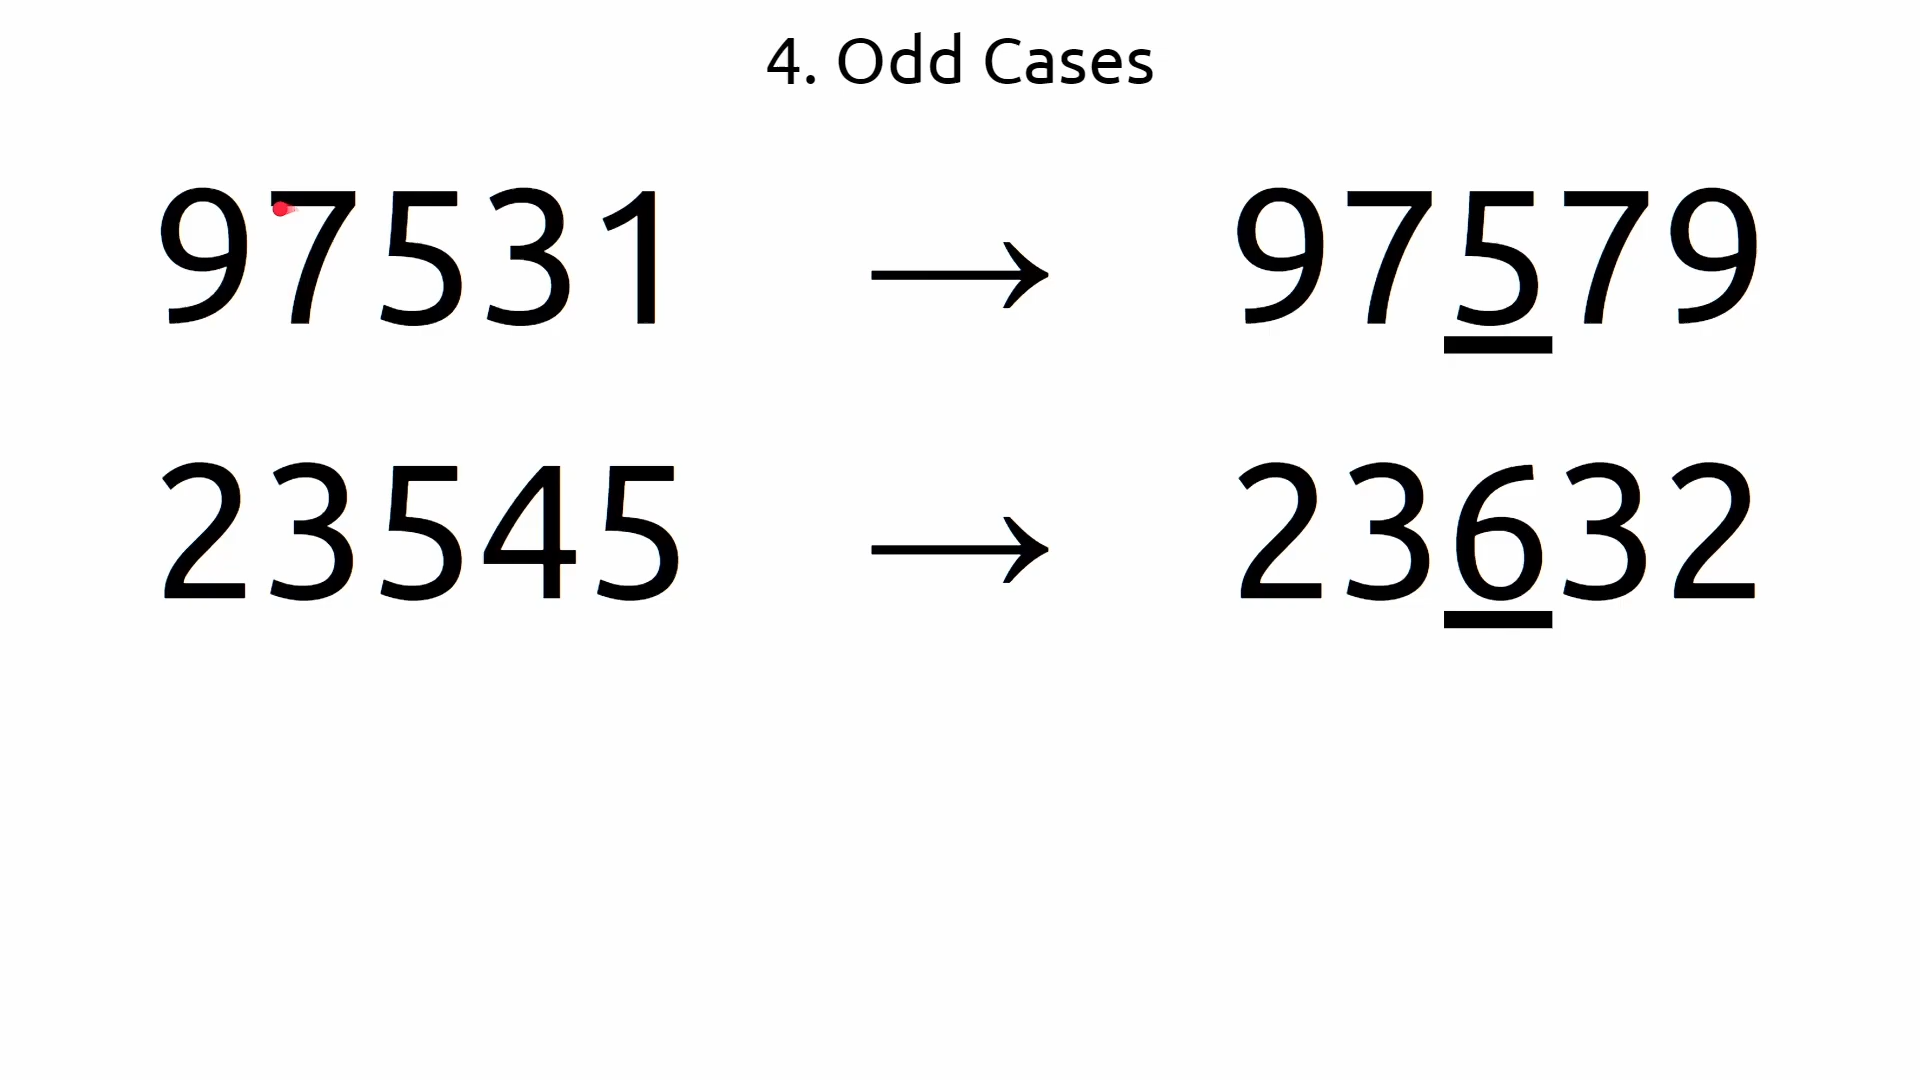 4. Odd Cases
97531 → 97579
23545 → 23632